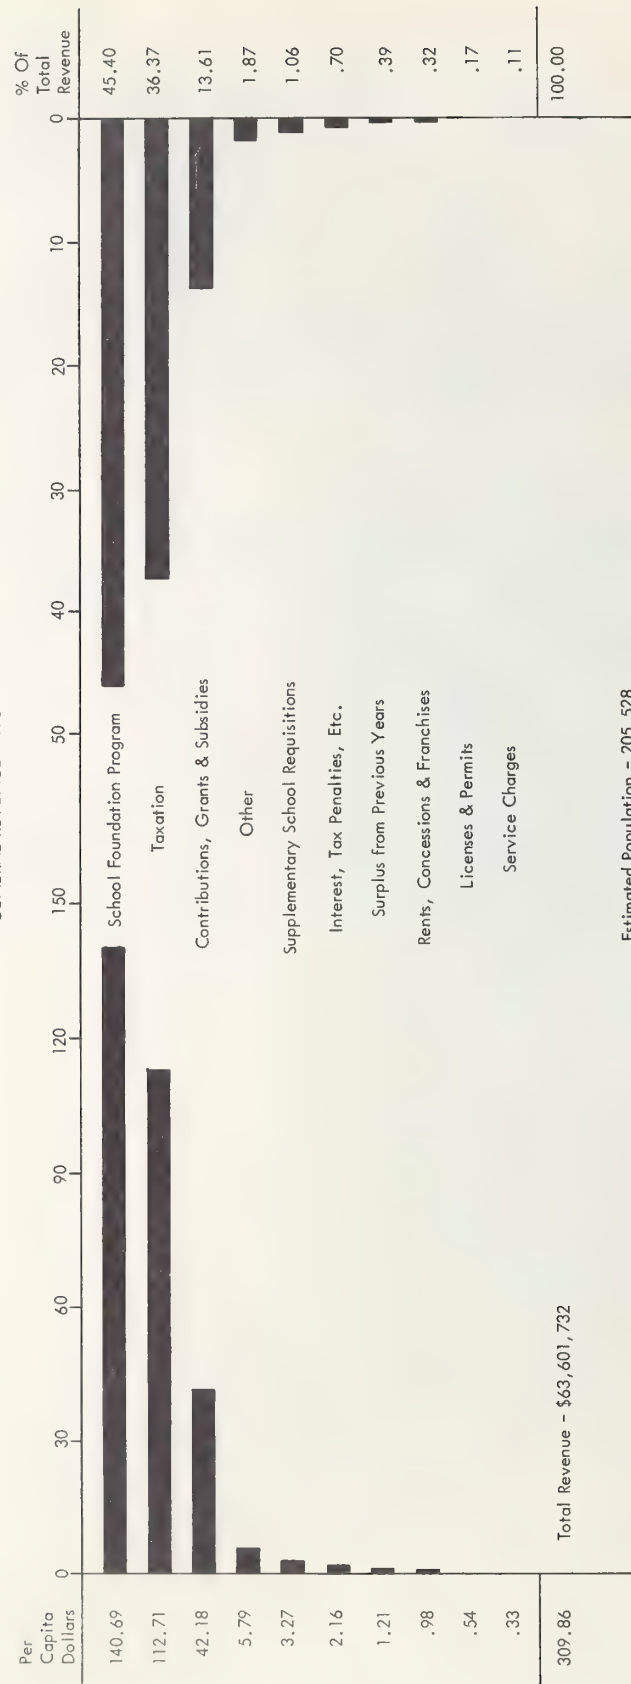 Per
Capita
Dollars
0 30 60 90 120 150 50 40 30 20 10 0
% Of
Total
Revenue
140.69 School Foundation Program 45.40
112.71 Taxation 36.37
42.18 Contributions, Grants & Subsidies 13.61
5.79 Other 1.87
3.27 Supplementary School Requisitions 1.06
2.16 Interest, Tax Penalties, Etc. .70
1.21 Surplus from Previous Years .39
.98 Rents, Concessions & Franchises .32
.54 Licenses & Permits .17
.33 Service Charges .11
309.86 Total Revenue - $63,601,732 100.00
Estimated Population - 205,528